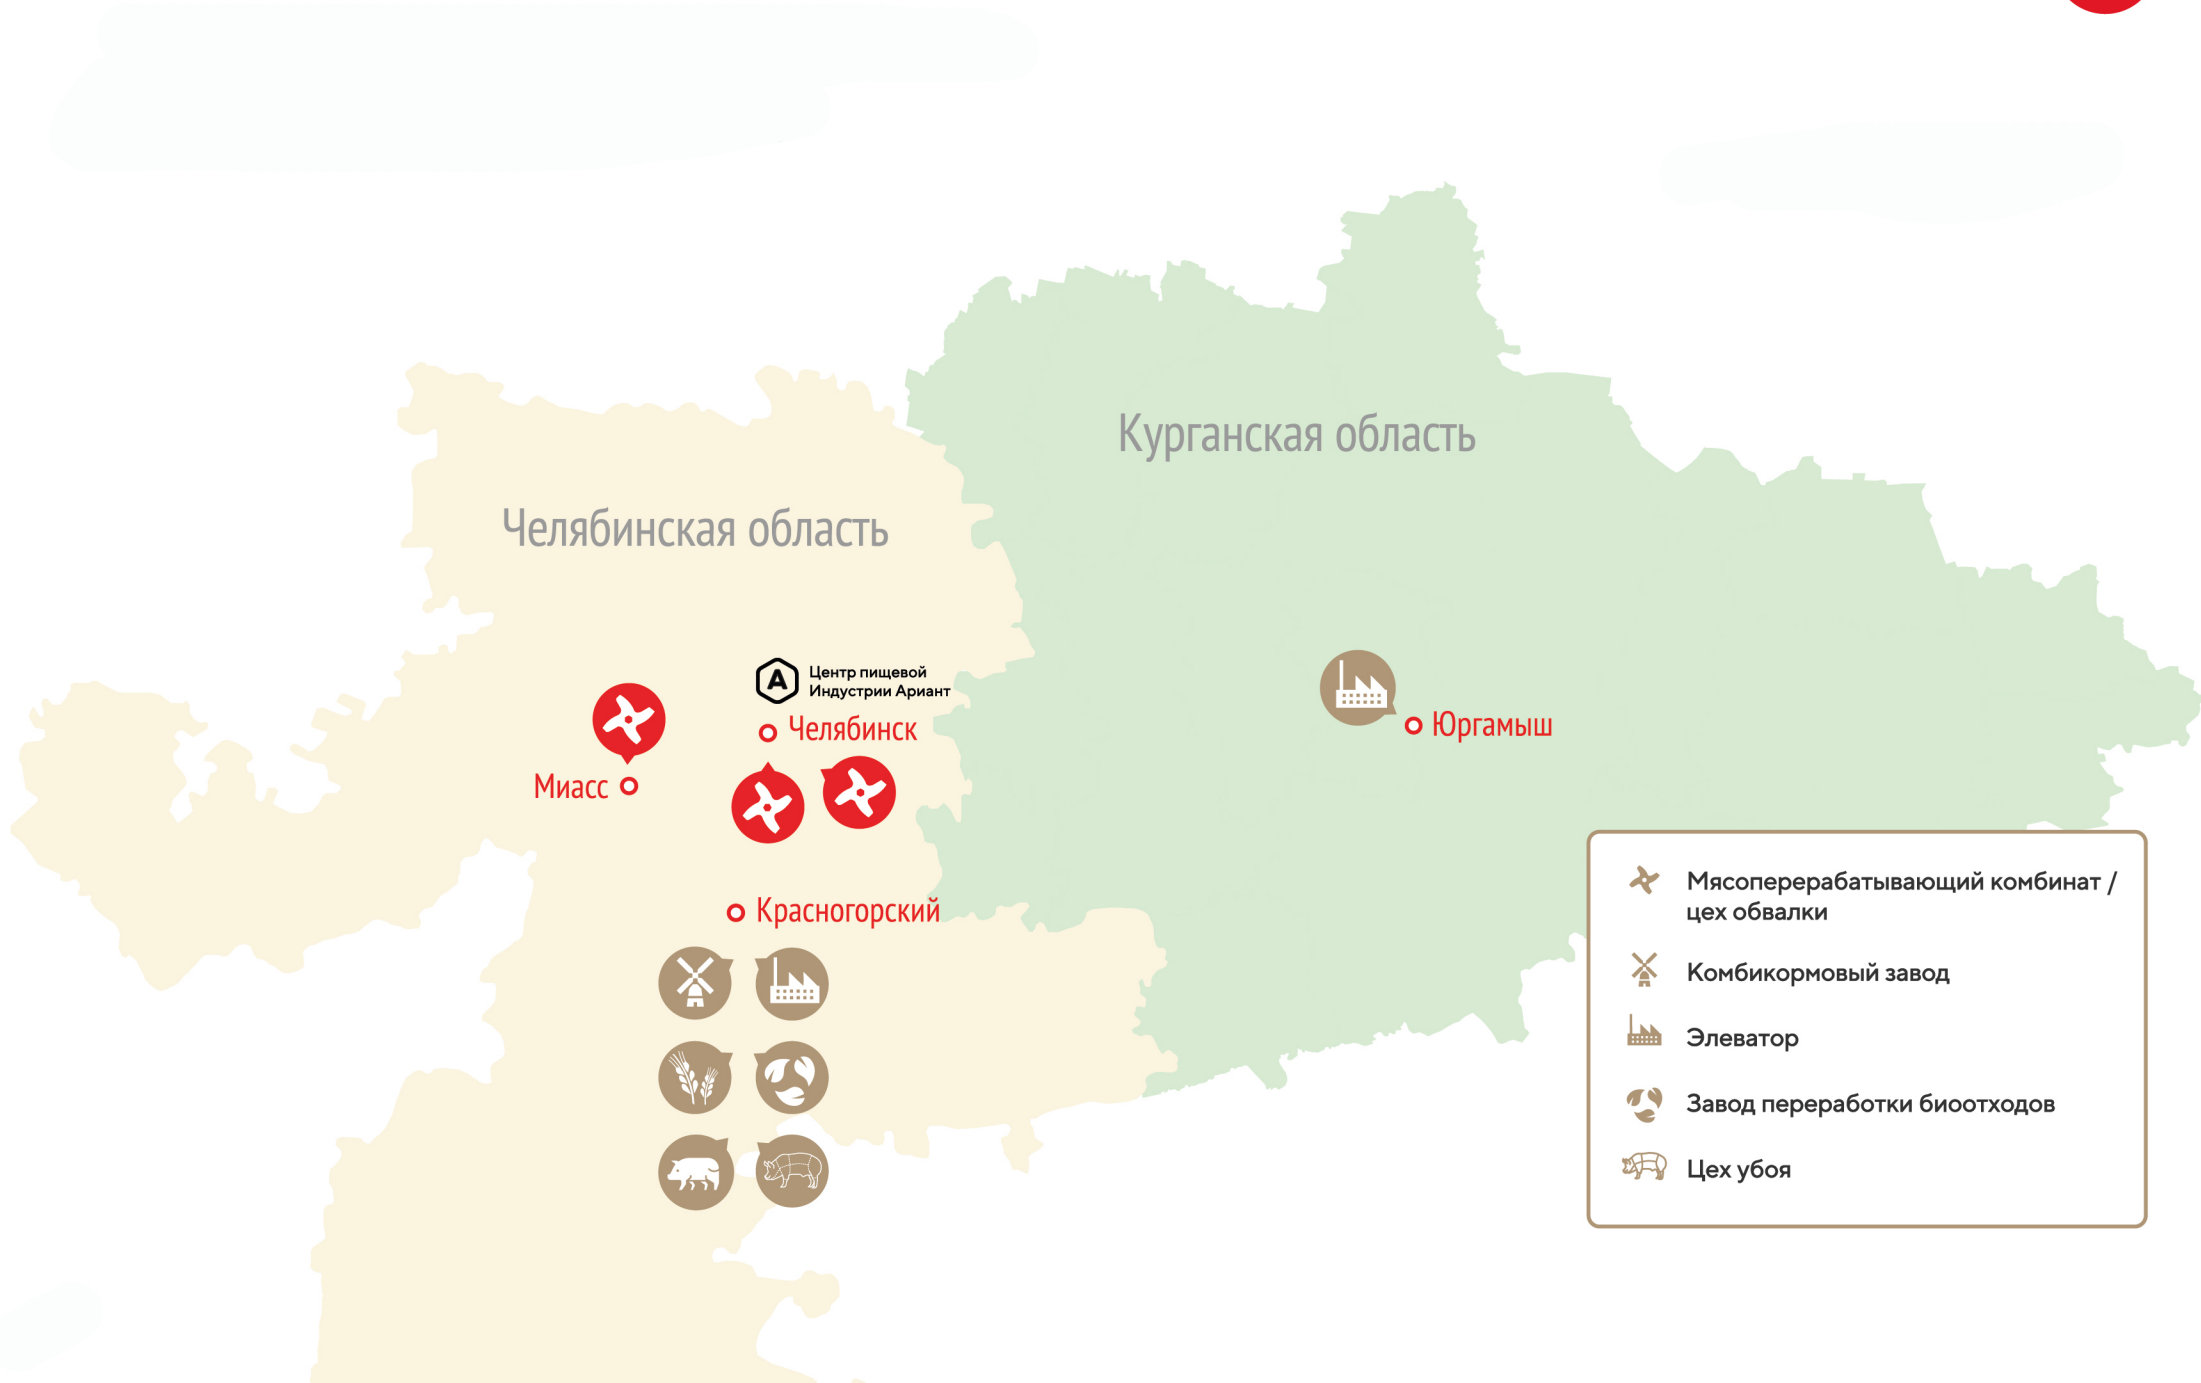 Курганская область
Челябинская область
А
Центр пищевой
Индустрии Ариант
Челябинск
Юргамыш
Миасс
Красногорский
Мясоперерабатывающий комбинат /
цех обвалки
Комбикормовый завод
Элеватор
Завод переработки биоотходов
Цех убоя